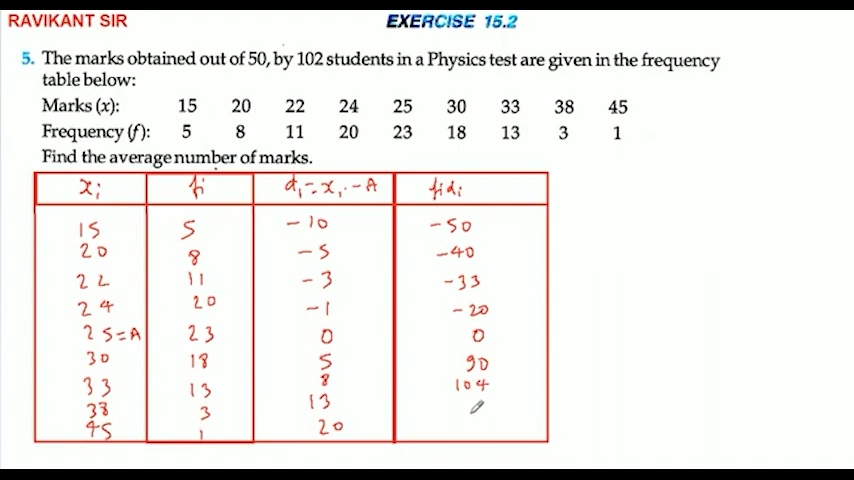 RAVIKANT SIR
EXERCISE 15.2
5. The marks obtained out of 50, by 102 students in a Physics test are given in the frequency
table below:
Marks (x): 15 20 22 24 25 30 33 38 45
Frequency (f): 5 8 11 20 23 18 13 3 1
Find the average number of marks.
xi fi di = xi - A fidi
15 5 -10 -50
20 8 -5 -40
22 11 -3 -33
24 20 -1 -20
25=A 23 0 0
30 18 5 90
33 13 8 104
38 3 13
45 1 20